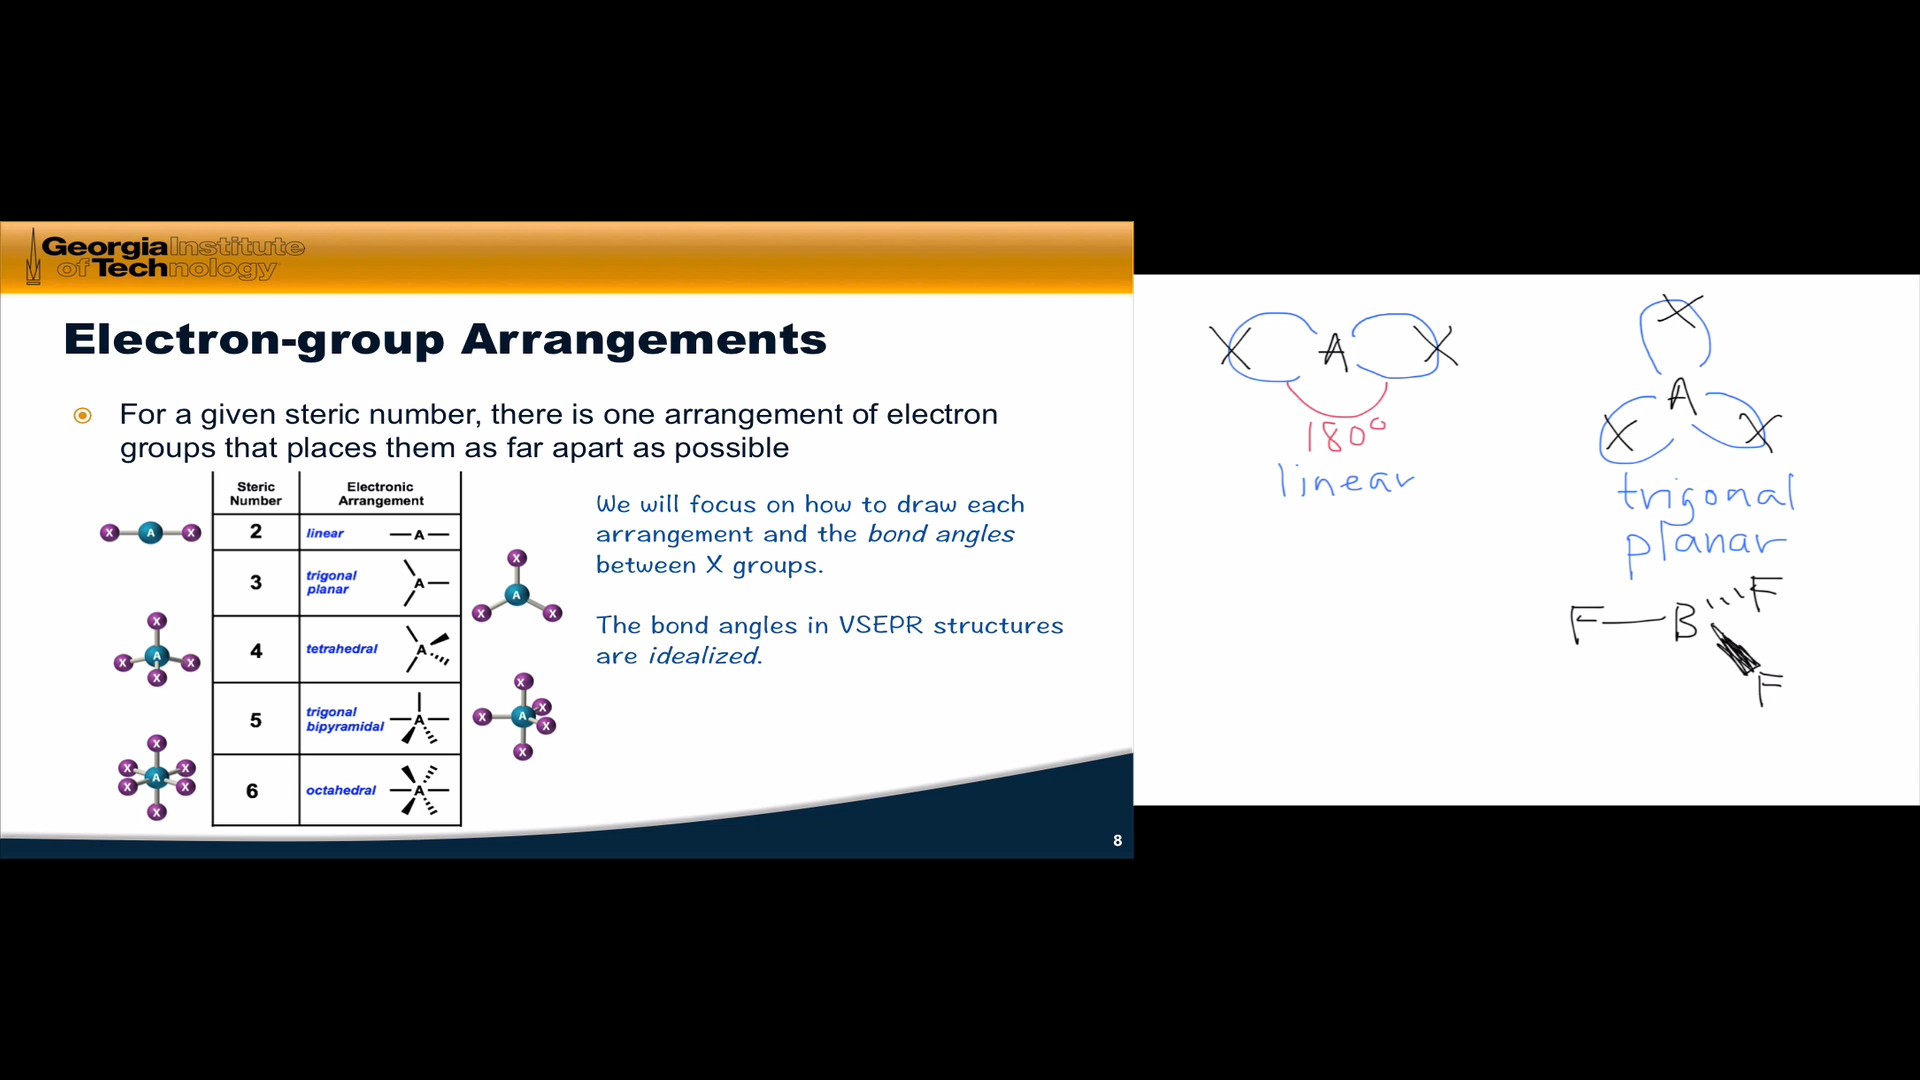 Georgia Institute
of Technology
Electron-group Arrangements
For a given steric number, there is one arrangement of electron
groups that places them as far apart as possible
Steric
Number
Electronic
Arrangement
X A X
2
linear
—A—
3
trigonal
planar
A
X
A
X X
4
tetrahedral
A
X
A
X X
X
5
trigonal
bipyramidal
A
X
X A X
X
X
6
octahedral
A
X
X X
A
X X
X
We will focus on how to draw each
arrangement and the bond angles
between X groups.
The bond angles in VSEPR structures
are idealized.
8
X A X
180°
linear
X
A
X X
trigonal
planar
F—B F
F